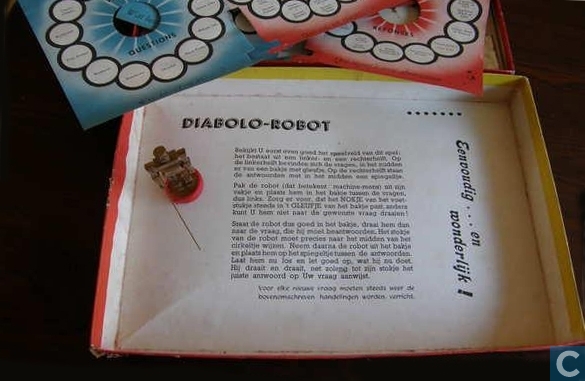 QUESTIONS
REPONSES
DIABOLO-ROBOT
Bekijkt U eerst even goed het speelveld van dit spel:
het bestaat uit een linker- en een rechterhelft. Op
de linkerhelft bevinden zich de vragen, in het midden
er van een bakje met gleufje. Op de rechterhelft staan
de antwoorden met in het midden een spiegeltje.
Pak de robot (dat betekent: machine-mens) uit zijn
vakje en plaats hem in het bakje tussen de vragen,
dus links. Zorg er voor, dat het NOKJE van het voet-
stukje steeds in 't GLEUFJE van het bakje past, anders
kunt U hem niet naar de gewenste vraag draaien!
Staat de robot dus goed in het bakje, draai hem dan
naar de vraag, die hij moet beantwoorden. Het stokje
van de robot moet precies naar het midden van een
cirkeltje wijzen. Neem daarna de robot uit het bakje
en plaats hem op het spiegeltje tussen de antwoorden.
Laat hem nu los en let goed op, wat hij nu doet.
Hij draait en draait, net zolang tot zijn stokje het
juiste antwoord op Uw vraag aanwijst.
Voor elke nieuwe vraag moeten steeds weer de
bovenomschreven handelingen worden verricht.
Eenvoudig . . . en
wonderlijk !
C